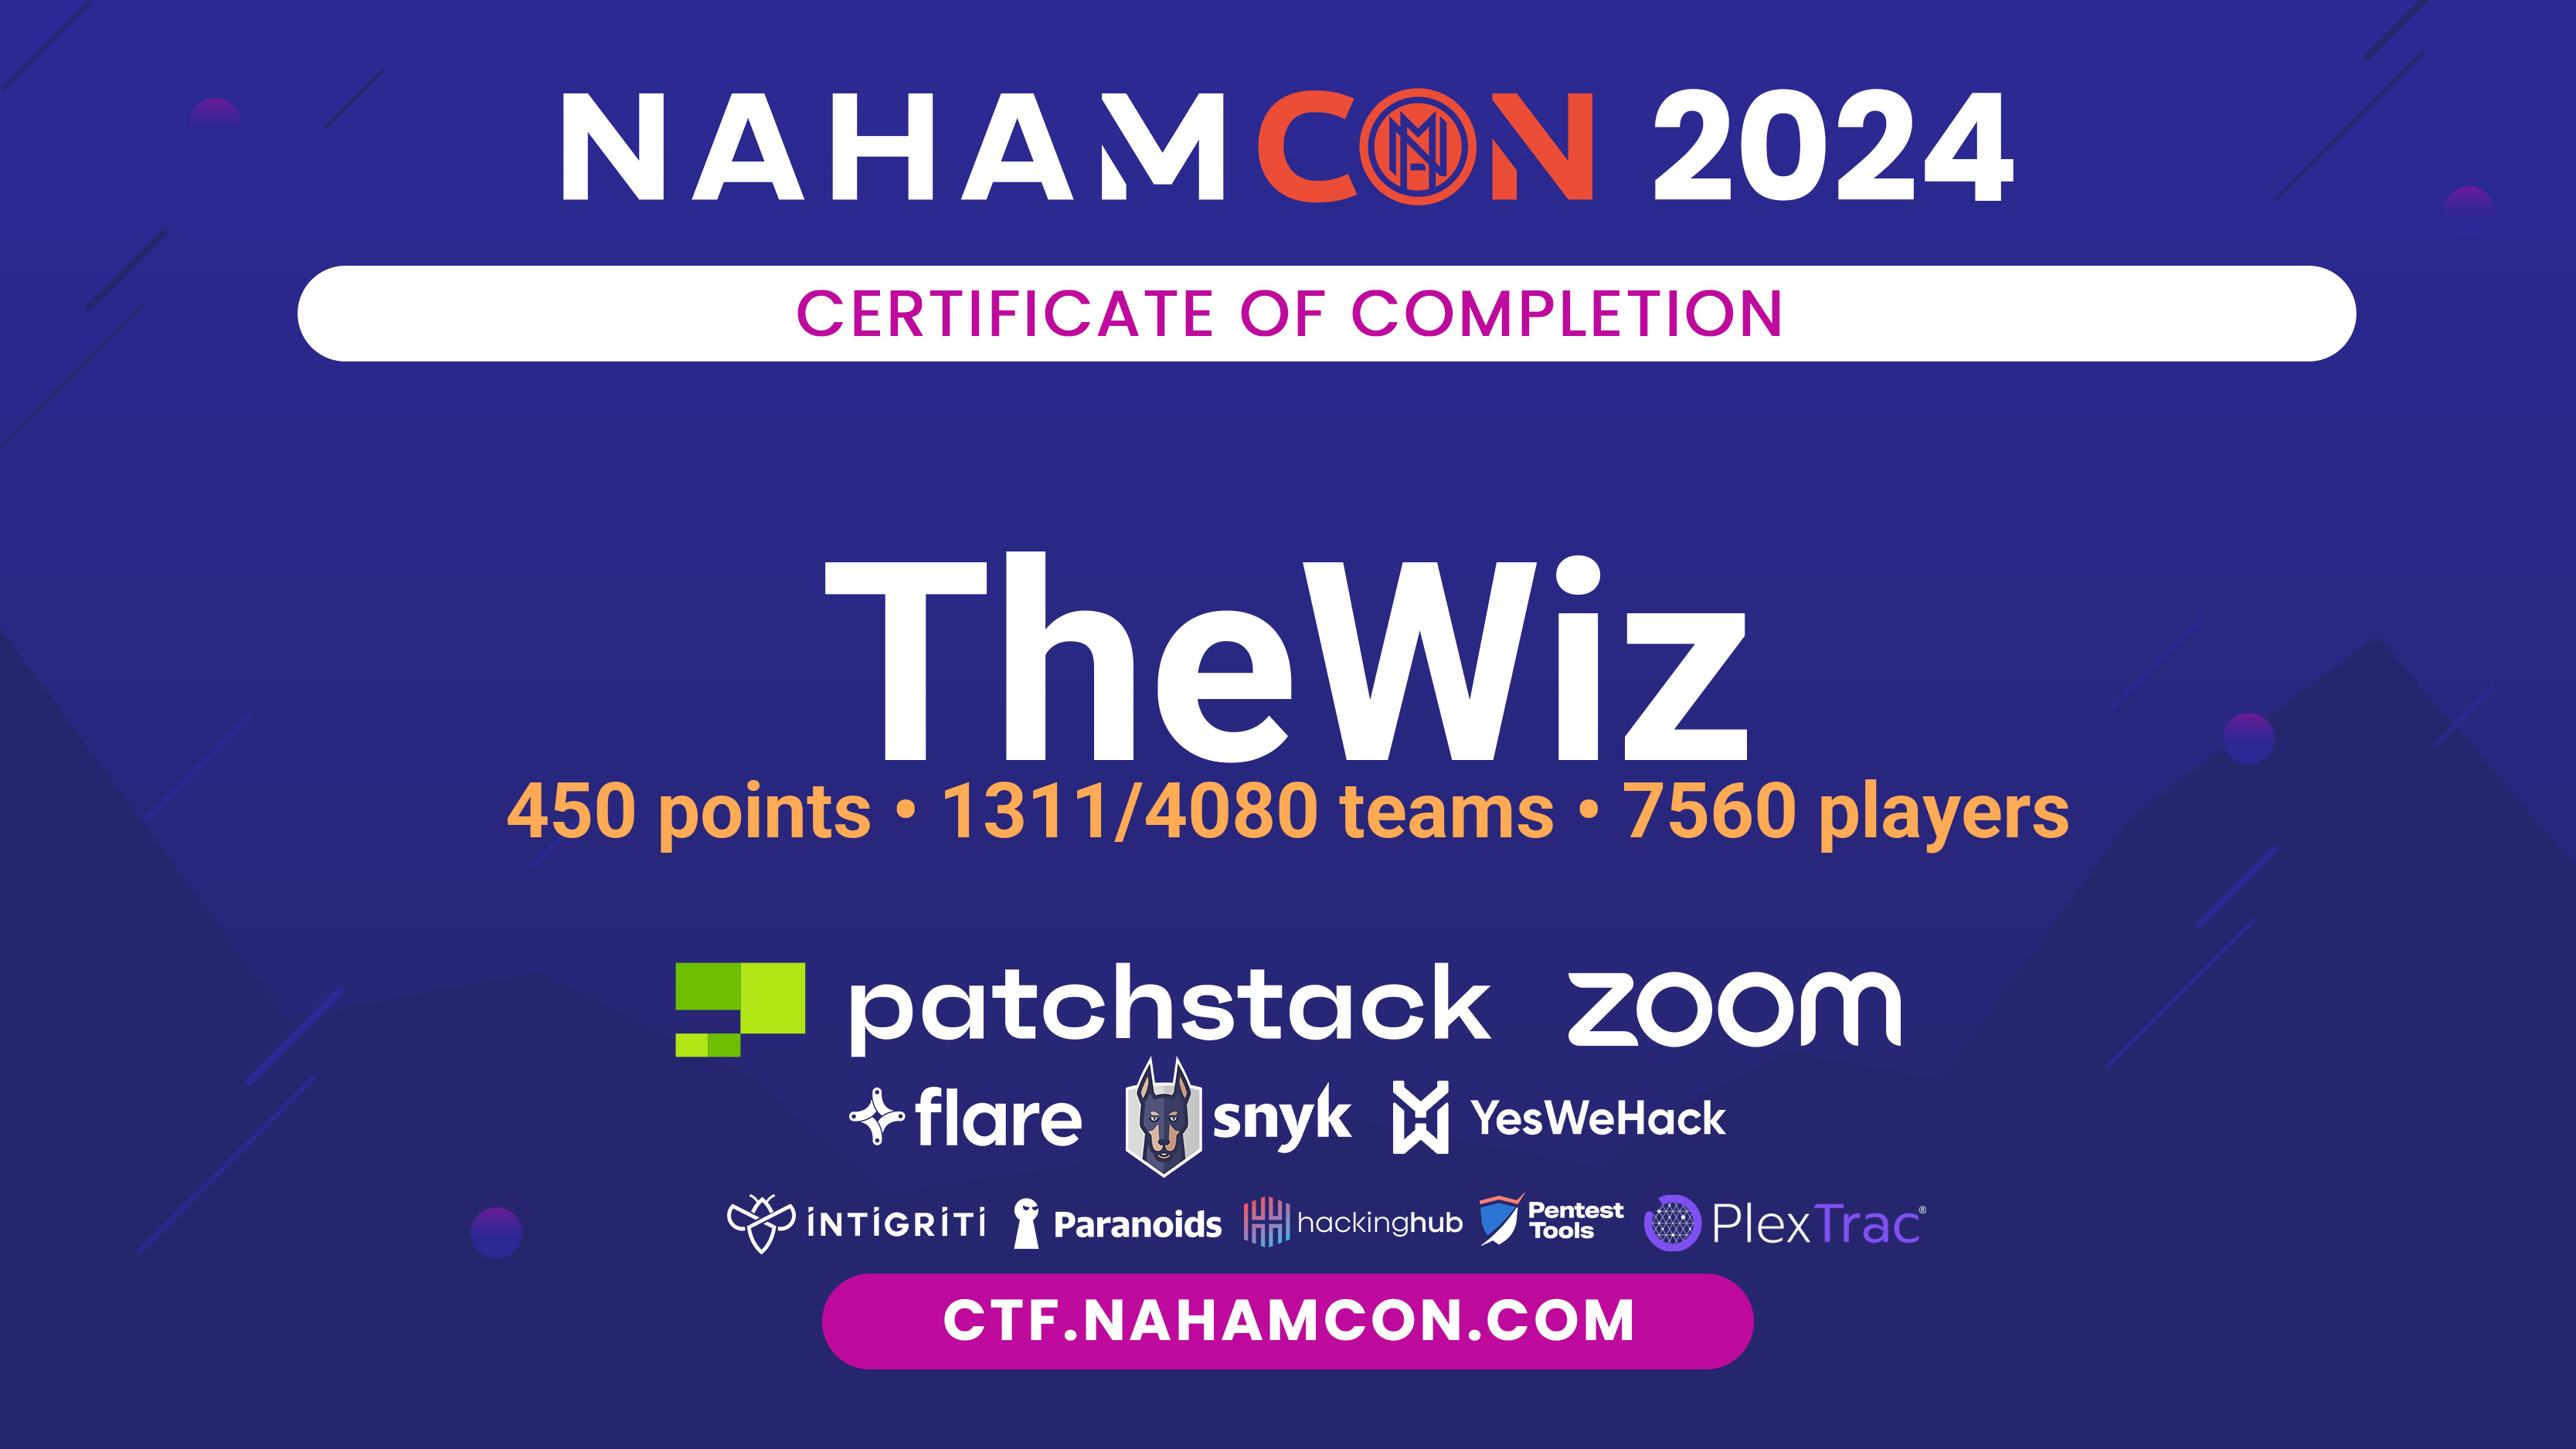 NAHAMCON 2024
CERTIFICATE OF COMPLETION
TheWiz
450 points • 1311/4080 teams • 7560 players
patchstack zoom
flare snyk YesWeHack
INTIGRITI Paranoids hackinghub Pentest Tools PlexTrac®
CTF.NAHAMCON.COM